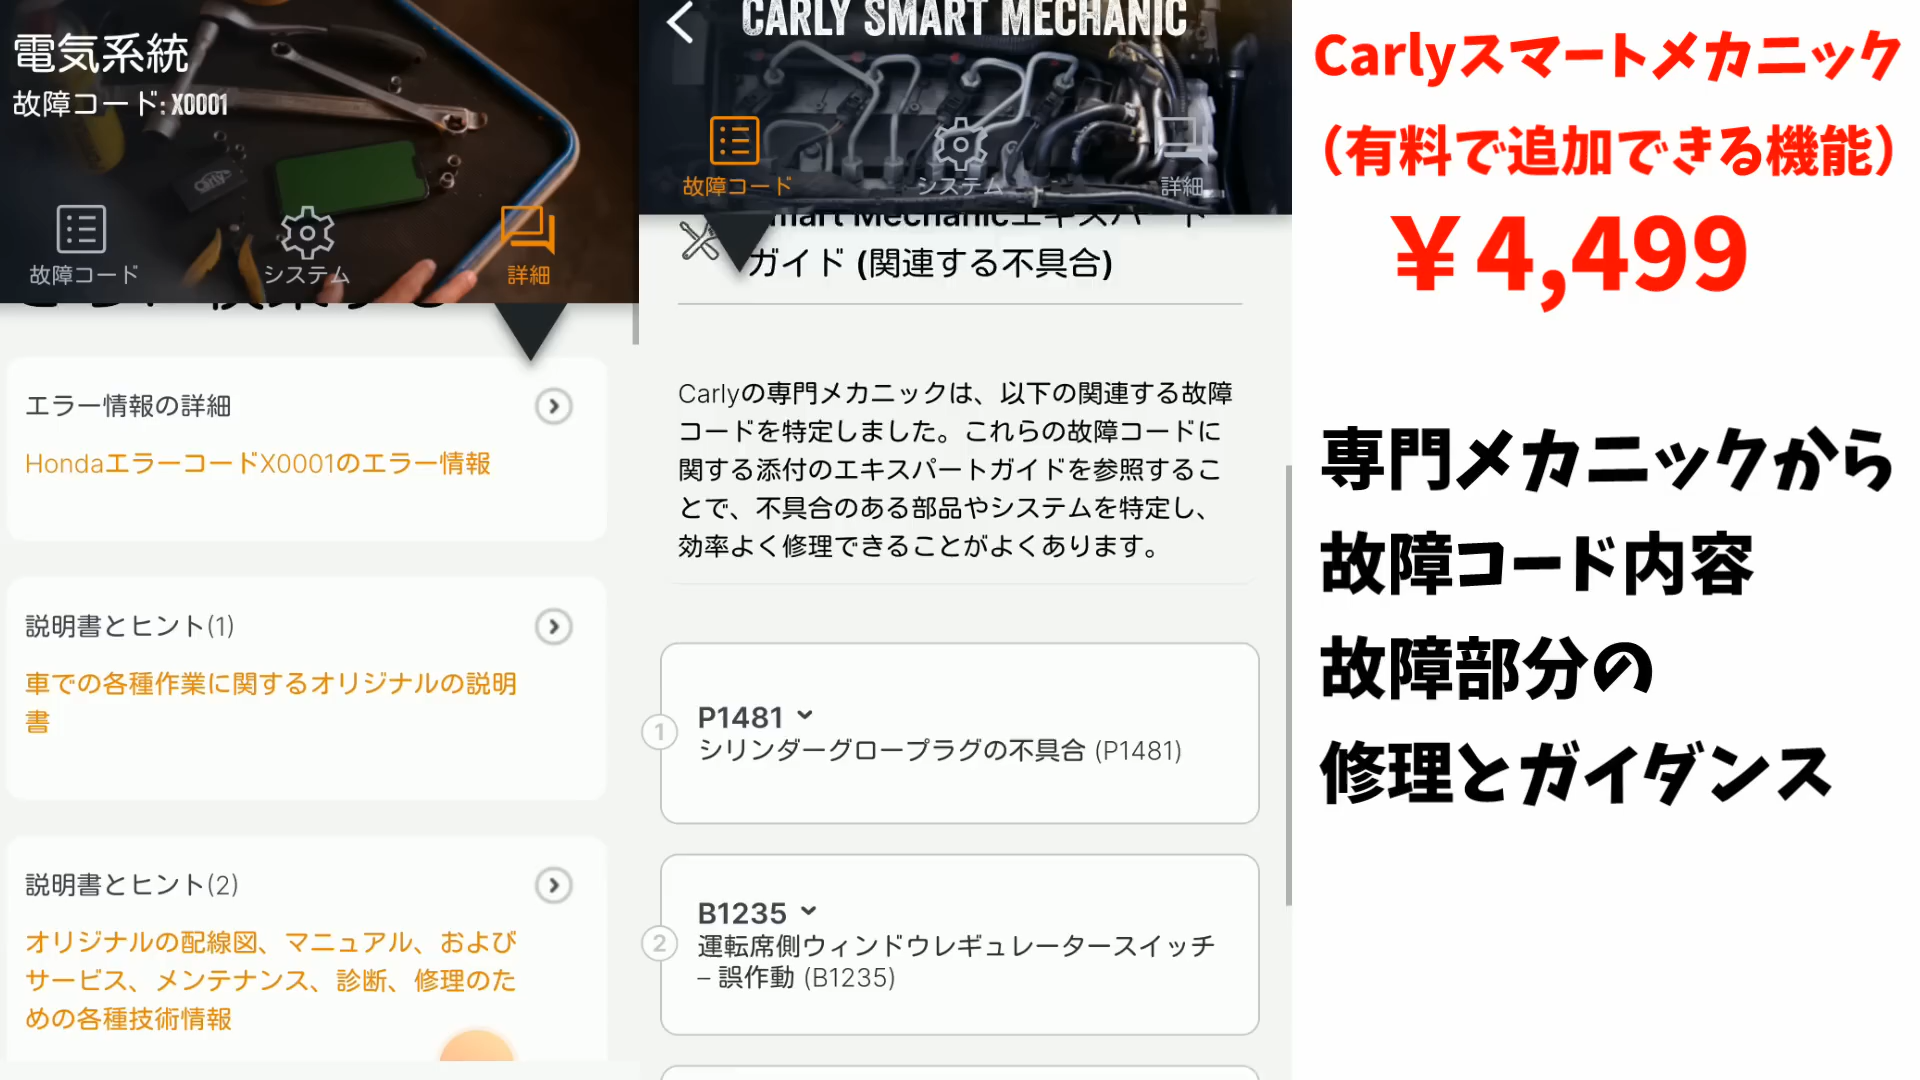 電気系統
故障コード: X0001
故障コード
システム
詳細
エラー情報の詳細
HondaエラーコードX0001のエラー情報
説明書とヒント(1)
車での各種作業に関するオリジナルの説明
書
説明書とヒント(2)
オリジナルの配線図、マニュアル、および
サービス、メンテナンス、診断、修理のた
めの各種技術情報
CARLY SMART MECHANIC
故障コード
システム
詳細
Smart Mechanicエキスパート
ガイド (関連する不具合)
Carlyの専門メカニックは、以下の関連する故障
コードを特定しました。これらの故障コードに
関する添付のエキスパートガイドを参照するこ
とで、不具合のある部品やシステムを特定し、
効率よく修理できることがよくあります。
1
P1481
シリンダーグロープラグの不具合 (P1481)
2
B1235
運転席側ウィンドウレギュレータースイッチ
– 誤作動 (B1235)
Carlyスマートメカニック
（有料で追加できる機能）
￥4,499
専門メカニックから
故障コード内容
故障部分の
修理とガイダンス